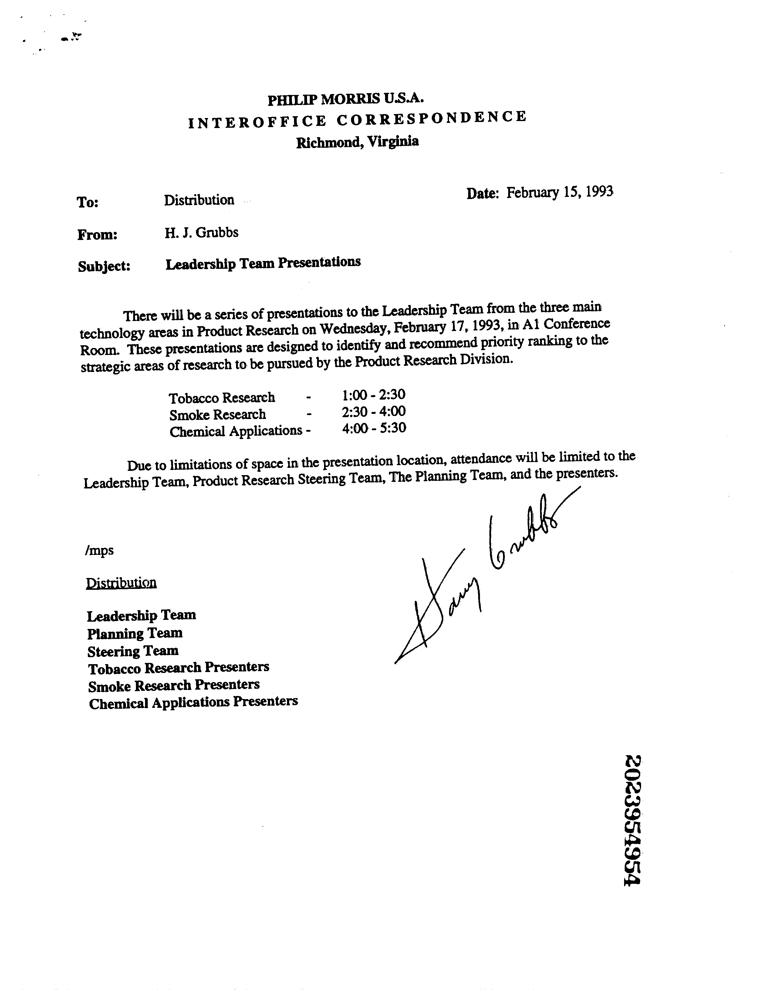 PHILIP MORRIS U.S.A.
INTEROFFICE CORRESPONDENCE
Richmond, Virginia
To: Distribution Date: February 15, 1993
From: H. J. Grubbs
Subject: Leadership Team Presentations
There will be a series of presentations to the Leadership Team from the three main
technology areas in Product Research on Wednesday, February 17, 1993, in A1 Conference
Room. These presentations are designed to identify and recommend priority ranking to the
strategic areas of research to be pursued by the Product Research Division.
Tobacco Research - 1:00 - 2:30
Smoke Research - 2:30 - 4:00
Chemical Applications - 4:00 - 5:30
Due to limitations of space in the presentation location, attendance will be limited to the
Leadership Team, Product Research Steering Team, The Planning Team, and the presenters.
Harry Grubbs
/mps
Distribution
Leadership Team
Planning Team
Steering Team
Tobacco Research Presenters
Smoke Research Presenters
Chemical Applications Presenters
2023954954